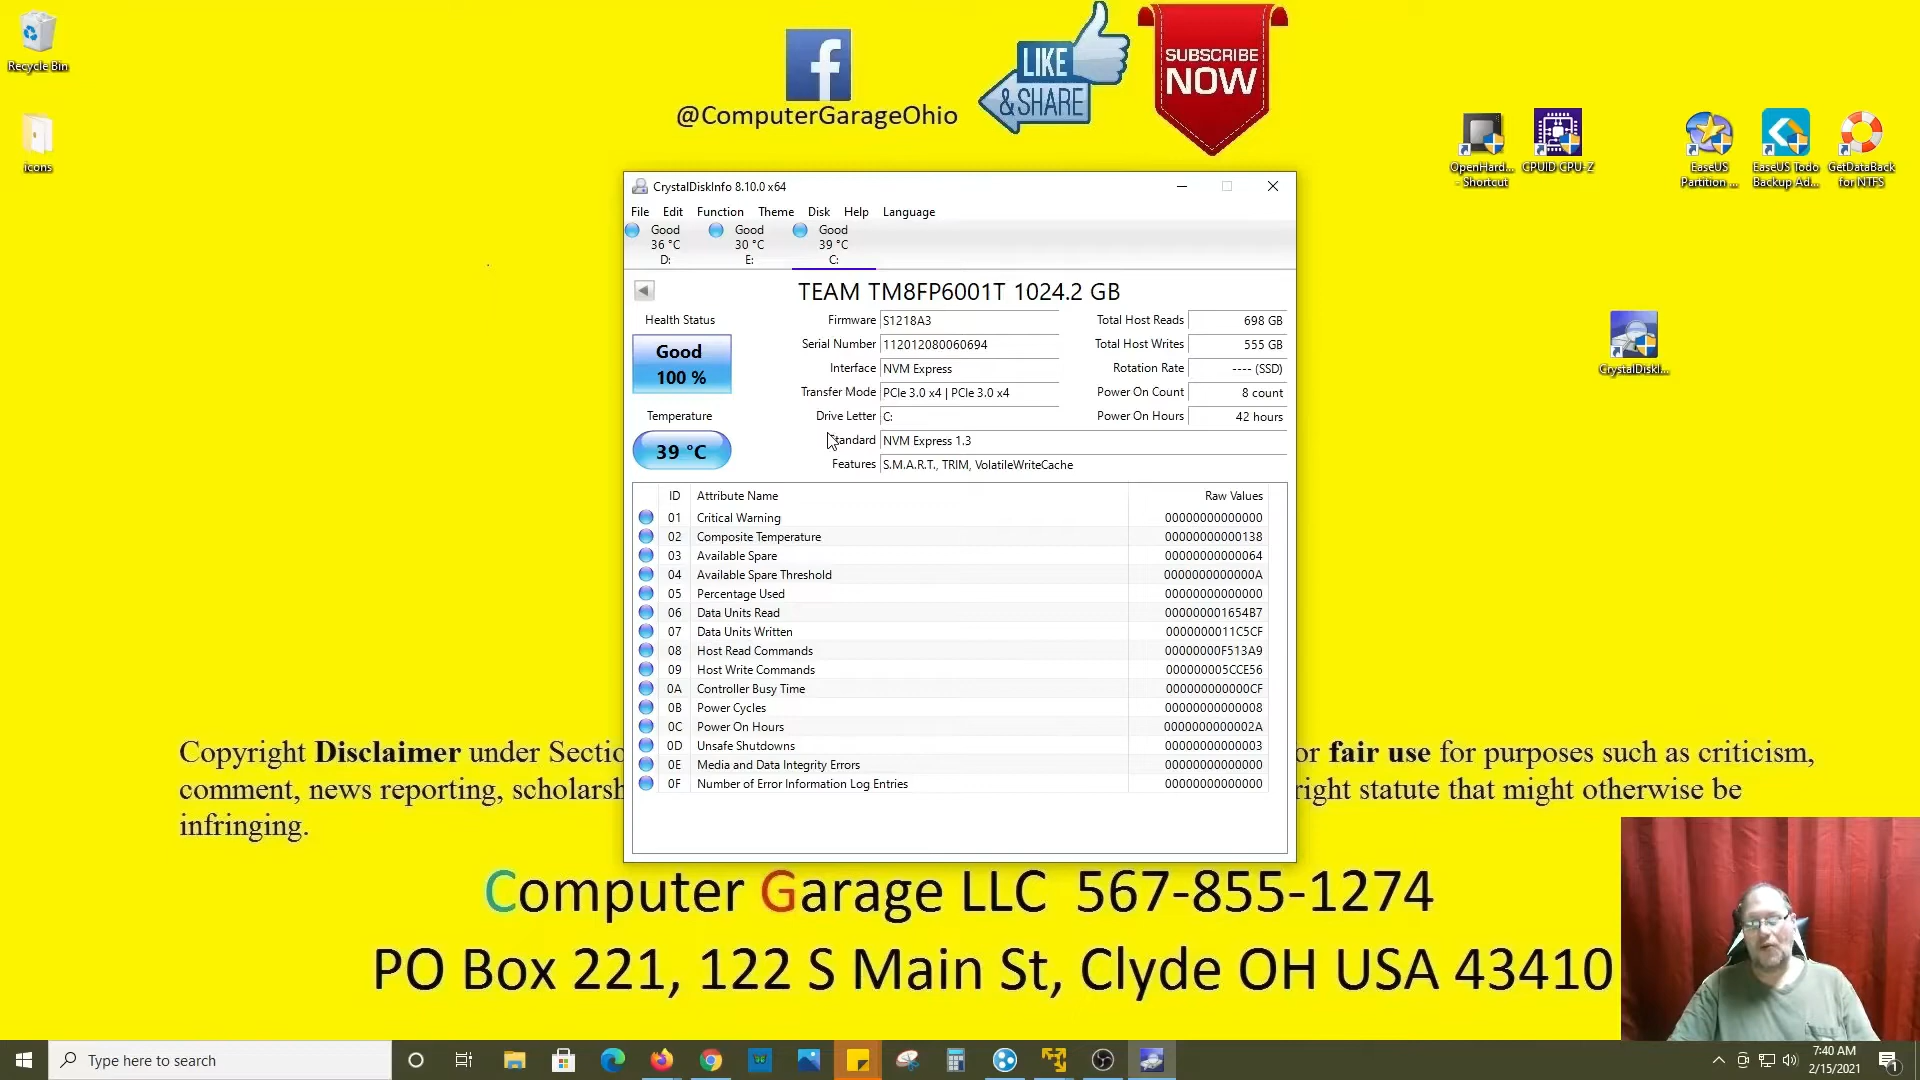 Recycle Bin
icons
@ComputerGarageOhio
LIKE
& SHARE
SUBSCRIBE
NOW
OpenHard...
- Shortcut
CPUID CPU-Z
EaseUS
Partition ...
EaseUS Todo
Backup Ad...
GetDataBack
for NTFS
CrystalDiskI...
CrystalDiskInfo 8.10.0 x64
File Edit Function Theme Disk Help Language
Good Good Good
36 °C 30 °C 39 °C
D: E: C:
TEAM TM8FP6001T 1024.2 GB
Health Status
Good
100 %
Temperature
39 °C
Firmware S1218A3 Total Host Reads 698 GB
Serial Number 112012080060694 Total Host Writes 555 GB
Interface NVM Express Rotation Rate ---- (SSD)
Transfer Mode PCIe 3.0 x4 | PCIe 3.0 x4 Power On Count 8 count
Drive Letter C: Power On Hours 42 hours
Standard NVM Express 1.3
Features S.M.A.R.T., TRIM, VolatileWriteCache
ID Attribute Name Raw Values
01 Critical Warning 00000000000000
02 Composite Temperature 00000000000138
03 Available Spare 00000000000064
04 Available Spare Threshold 0000000000000A
05 Percentage Used 00000000000000
06 Data Units Read 000000001654B7
07 Data Units Written 0000000011C5CF
08 Host Read Commands 00000000F513A9
09 Host Write Commands 000000005CCE56
0A Controller Busy Time 000000000000CF
0B Power Cycles 00000000000008
0C Power On Hours 0000000000002A
0D Unsafe Shutdowns 00000000000003
0E Media and Data Integrity Errors 00000000000000
0F Number of Error Information Log Entries 00000000000000
Copyright Disclaimer under or fair use for purposes such as criticism,
comment, news reporting, right statute that might otherwise be
infringing.
Computer Garage LLC 567-855-1274
PO Box 221, 122 S Main St, Clyde OH USA 43410
Type here to search
7:40 AM
2/15/2021
1